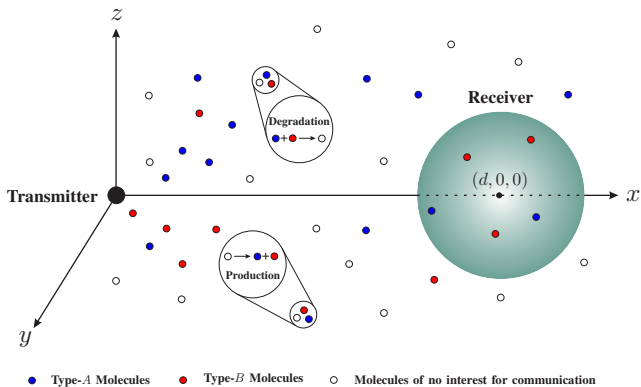 z
Degradation
+ →
Receiver
(d, 0, 0)
Transmitter
x
→ +
Production
y
Type-A Molecules Type-B Molecules Molecules of no interest for communication